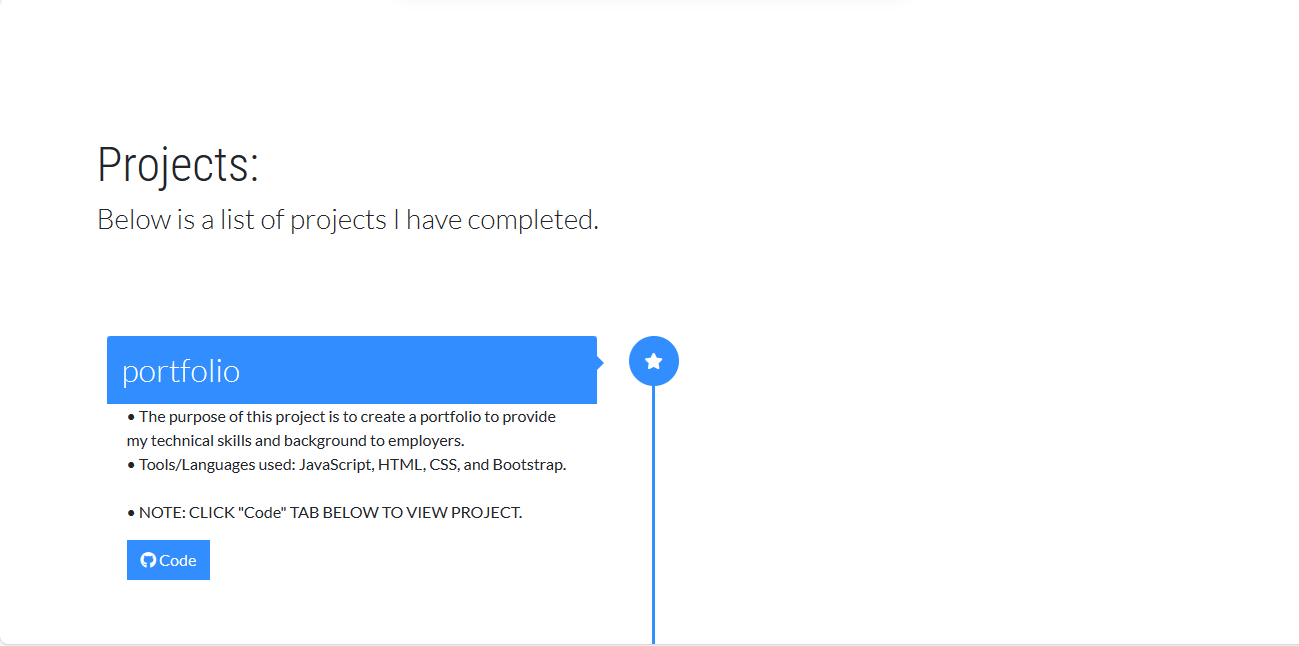 Projects:
Below is a list of projects I have completed.
portfolio
• The purpose of this project is to create a portfolio to provide
my technical skills and background to employers.
• Tools/Languages used: JavaScript, HTML, CSS, and Bootstrap.
• NOTE: CLICK "Code" TAB BELOW TO VIEW PROJECT.
Code